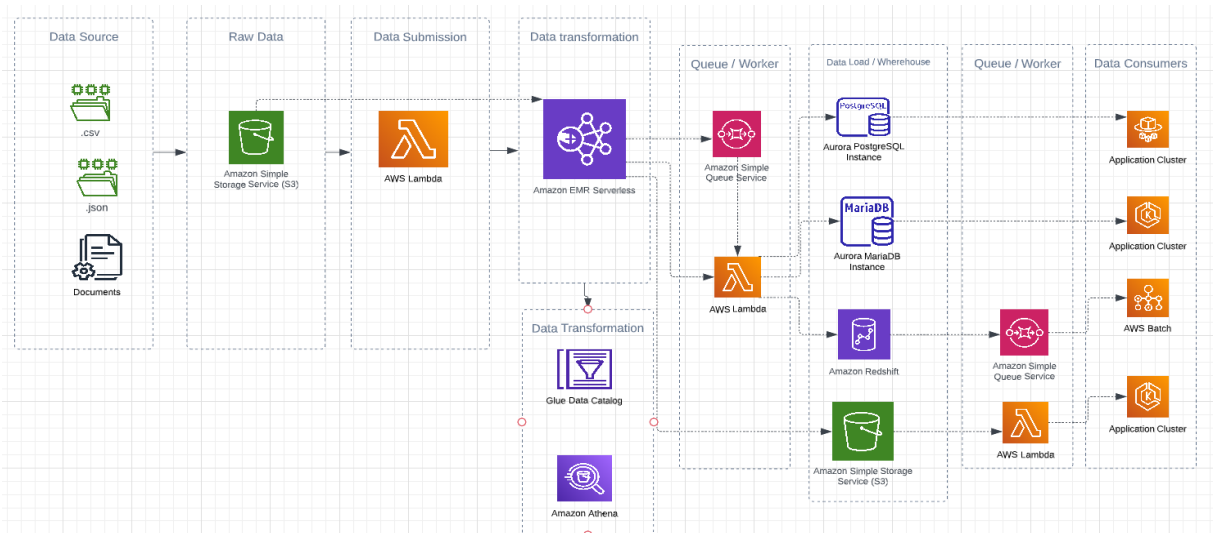 Data Source
.csv
.json
Documents
Raw Data
Amazon Simple
Storage Service (S3)
Data Submission
AWS Lambda
Data transformation
Amazon EMR Serverless
Data Transformation
Glue Data Catalog
Amazon Athena
Queue / Worker
Amazon Simple
Queue Service
AWS Lambda
Data Load / Wherehouse
PostgreSQL
Aurora PostgreSQL
Instance
MariaDB
Aurora MariaDB
Instance
Amazon Redshift
Amazon Simple Storage
Service (S3)
Queue / Worker
Amazon Simple
Queue Service
AWS Lambda
Data Consumers
Application Cluster
Application Cluster
AWS Batch
Application Cluster